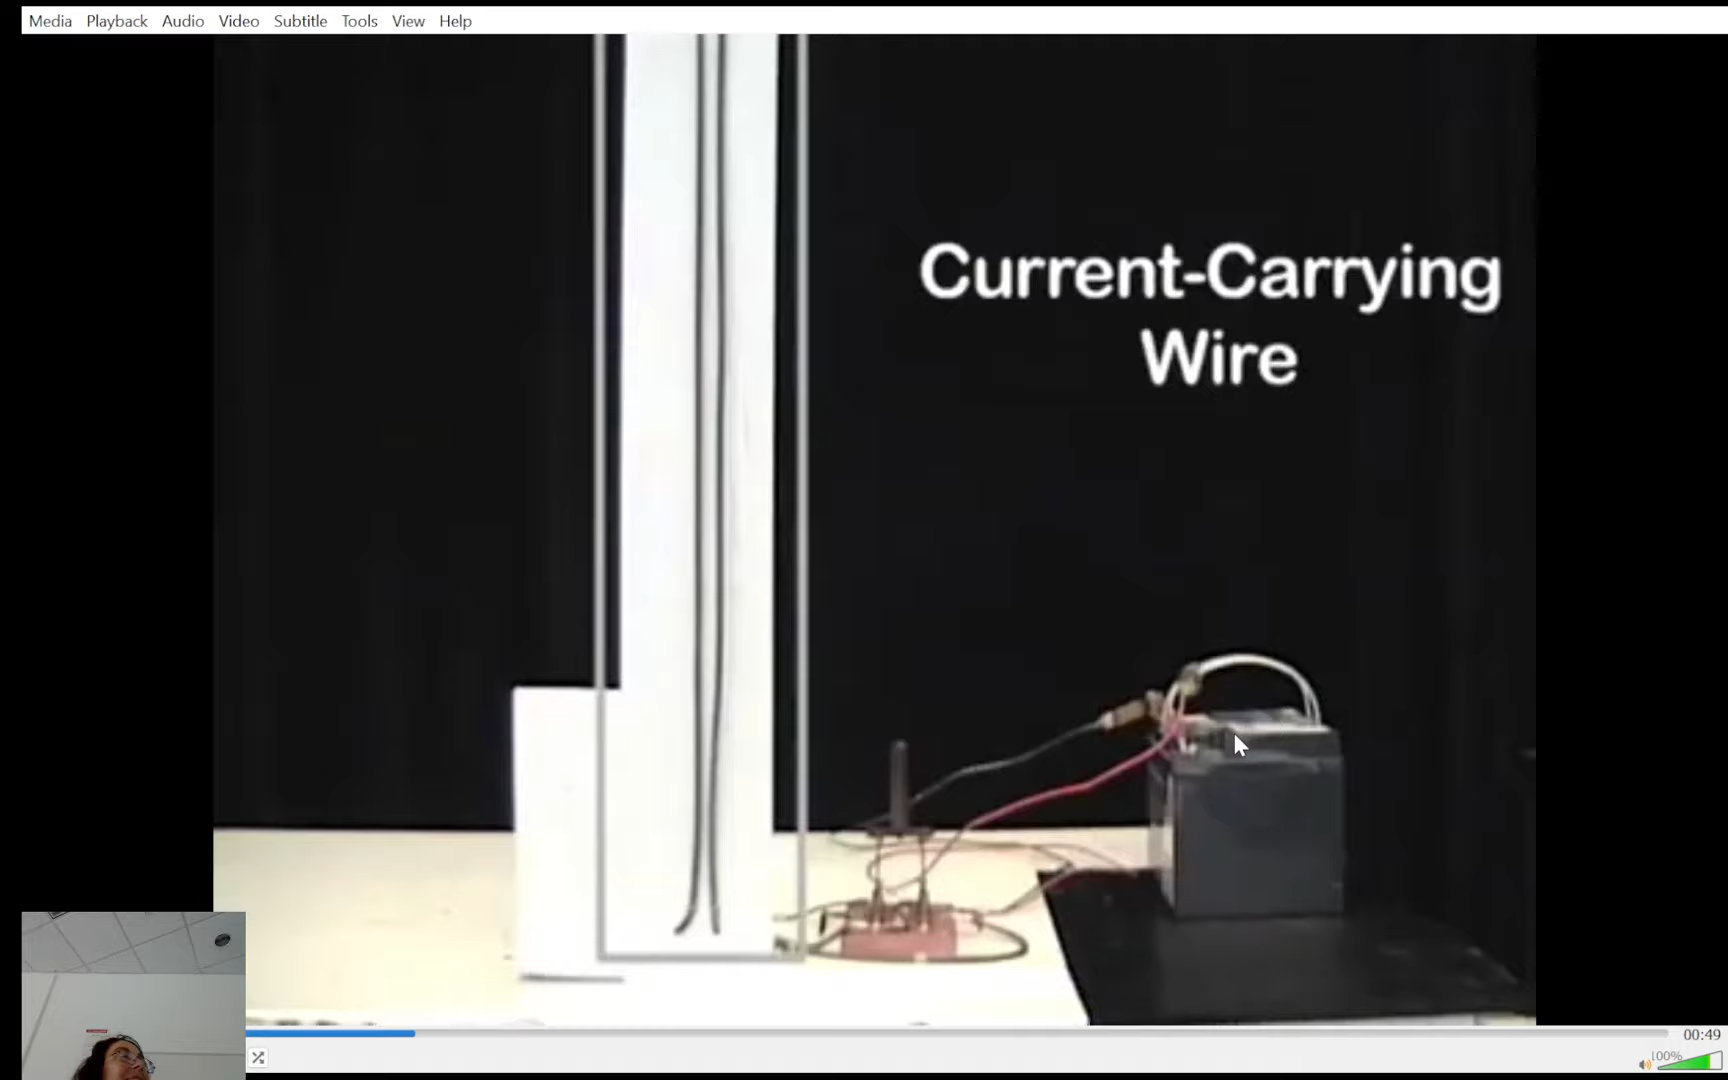 Media Playback Audio Video Subtitle Tools View Help
Current-Carrying
Wire
00:49
100%